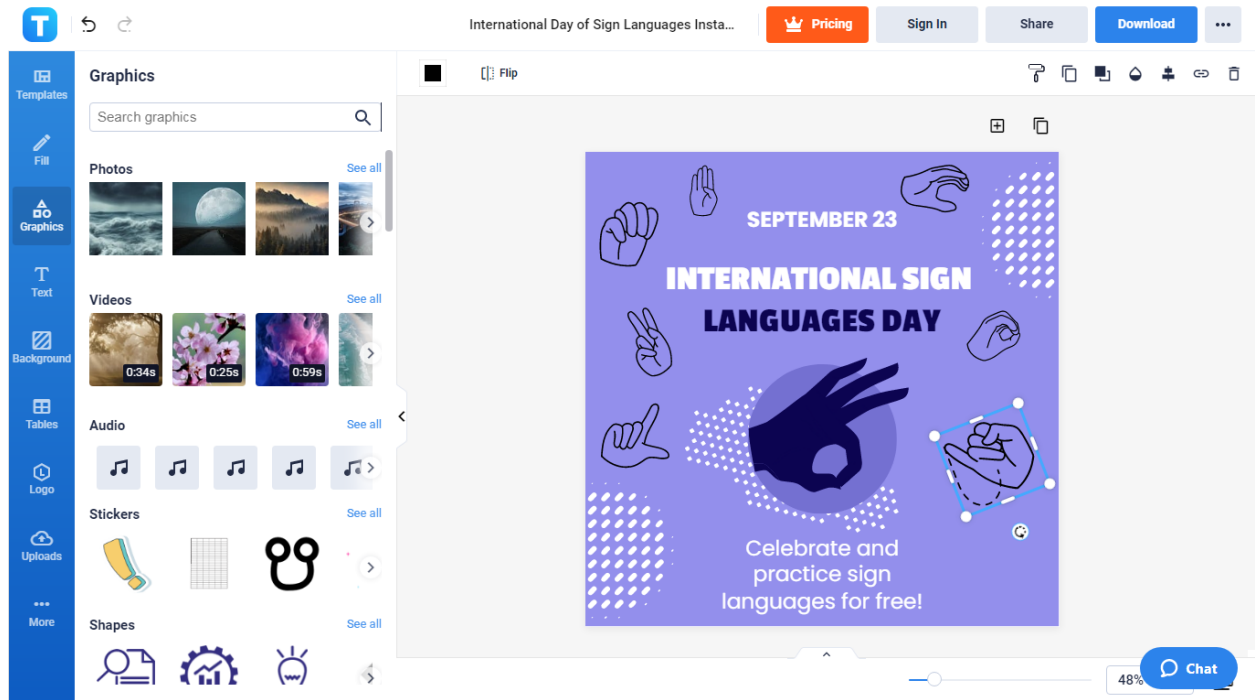 T
International Day of Sign Languages Insta...
Pricing
Sign In
Share
Download
Templates
Fill
Graphics
Text
Background
Tables
Logo
Uploads
More
Graphics
Search graphics
Photos
See all
Videos
See all
0:34s
0:25s
0:59s
Audio
See all
Stickers
See all
Shapes
See all
Flip
SEPTEMBER 23
INTERNATIONAL SIGN
LANGUAGES DAY
Celebrate and
practice sign
languages for free!
48%
Chat